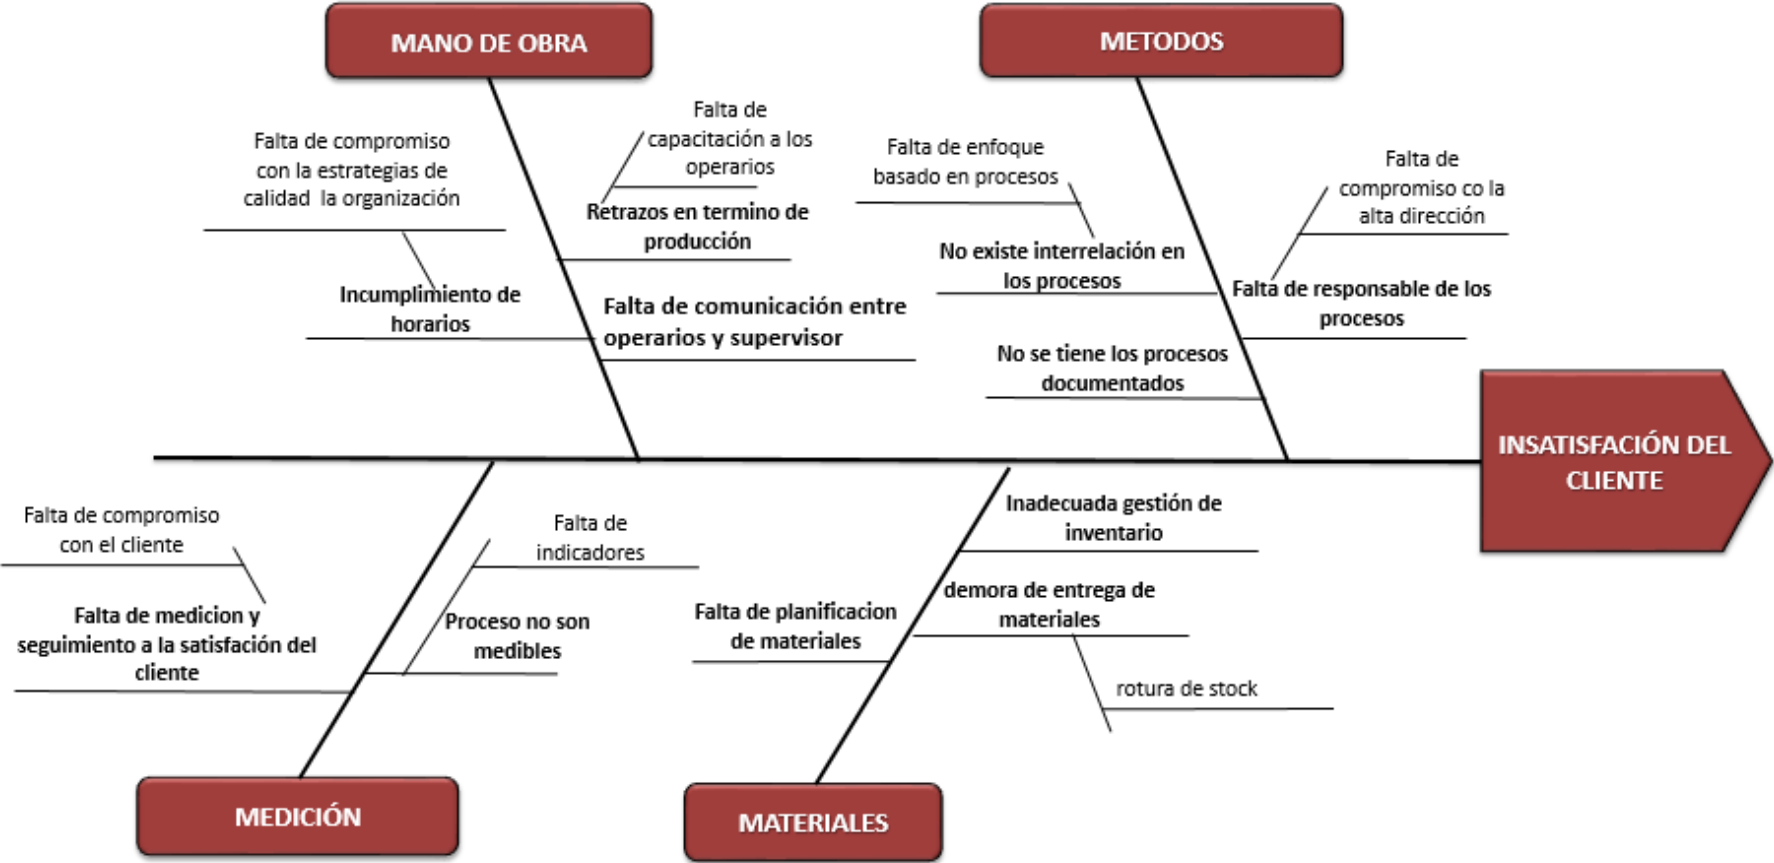 MANO DE OBRA
METODOS
Falta de compromiso
con la estrategias de
calidad la organización
Incumplimiento de
horarios
Falta de
capacitación a los
operarios
Retrazos en termino de
producción
Falta de comunicación entre
operarios y supervisor
Falta de enfoque
basado en procesos
No existe interrelación en
los procesos
No se tiene los procesos
documentados
Falta de
compromiso co la
alta dirección
Falta de responsable de los
procesos
INSATISFACIÓN DEL
CLIENTE
Falta de compromiso
con el cliente
Falta de medicion y
seguimiento a la satisfación del
cliente
Falta de
indicadores
Proceso no son
medibles
Inadecuada gestión de
inventario
demora de entrega de
materiales
Falta de planificacion
de materiales
rotura de stock
MEDICIÓN
MATERIALES